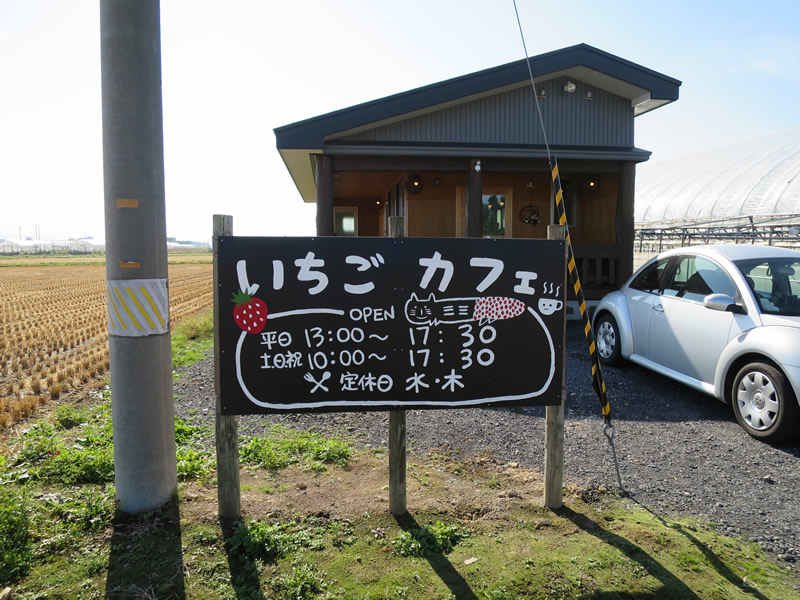 いちご カフェ
OPEN
平日 13:00~ 17:30
土日祝 10:00~ 17:30
定休日 水・木